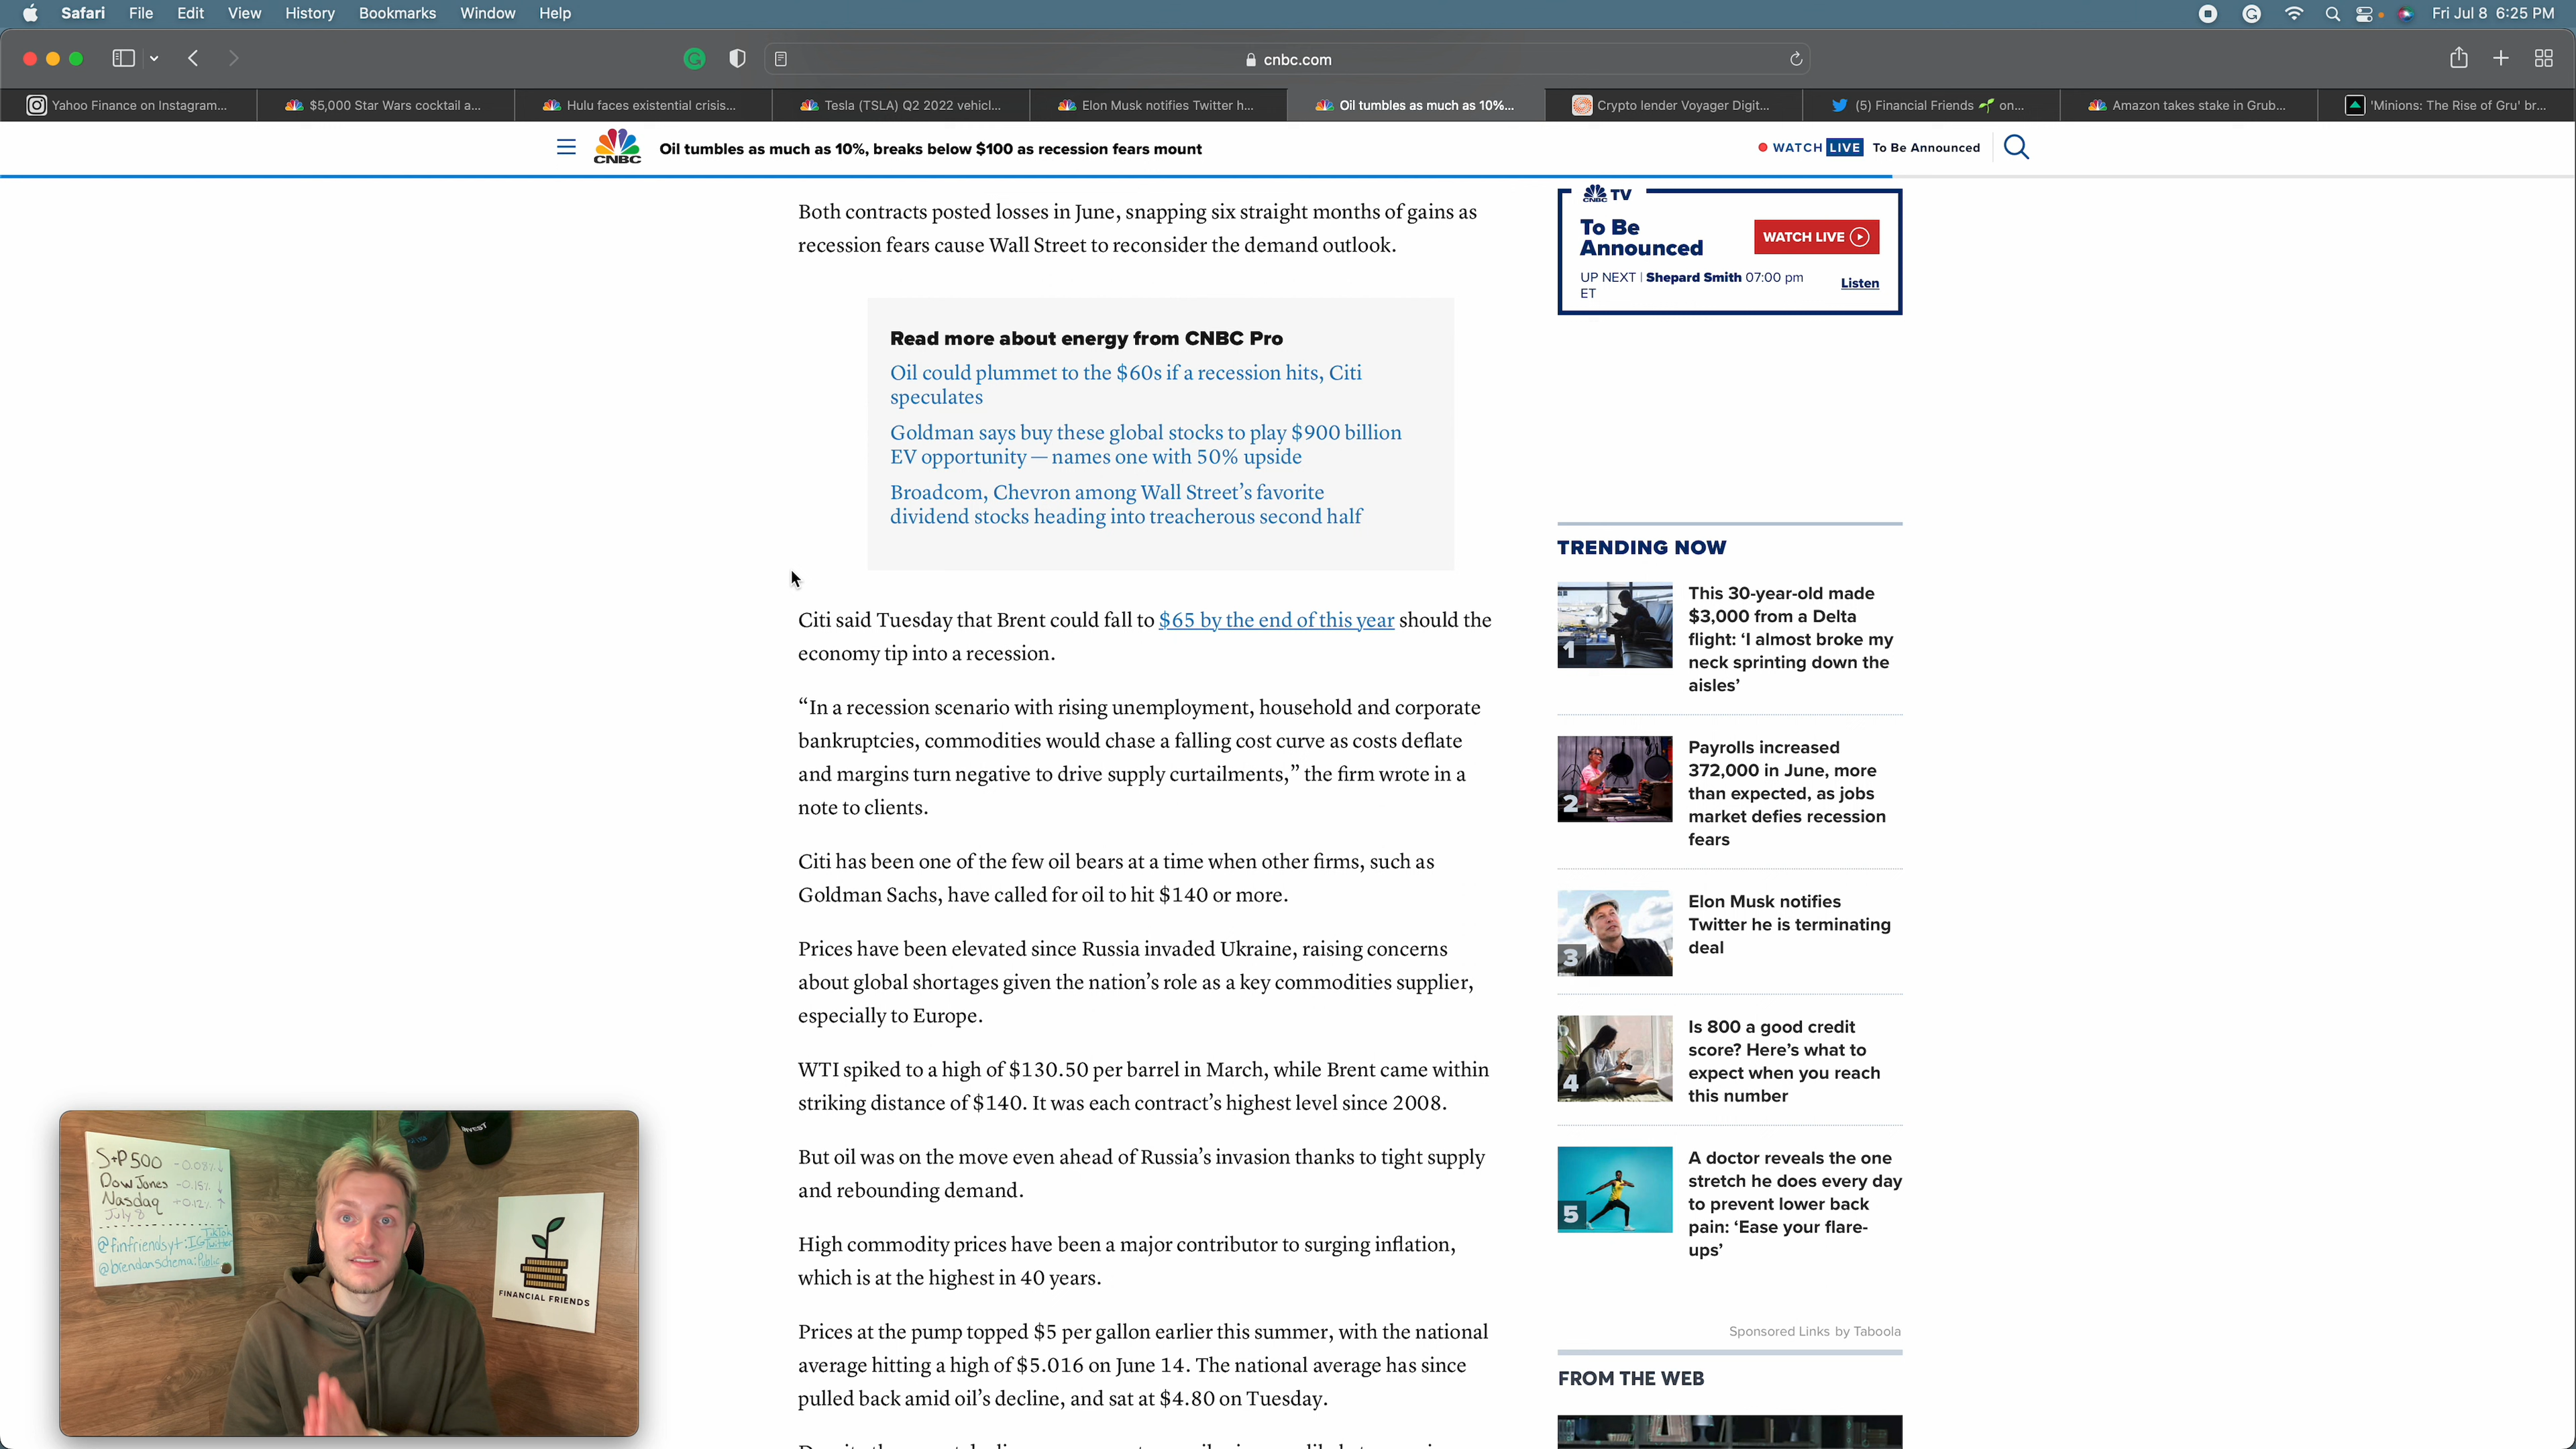 Safari File Edit View History Bookmarks Window Help
Fri Jul 8 6:25 PM
cnbc.com
Yahoo Finance on Instagram...
$5,000 Star Wars cocktail a...
Hulu faces existential crisis...
Tesla (TSLA) Q2 2022 vehicl...
Elon Musk notifies Twitter h...
Oil tumbles as much as 10%...
Crypto lender Voyager Digit...
(5) Financial Friends 🌱 on...
Amazon takes stake in Grub...
'Minions: The Rise of Gru' br...
CNBC
Oil tumbles as much as 10%, breaks below $100 as recession fears mount
WATCH LIVE To Be Announced
Both contracts posted losses in June, snapping six straight months of gains as
recession fears cause Wall Street to reconsider the demand outlook.
Read more about energy from CNBC Pro
Oil could plummet to the $60s if a recession hits, Citi
speculates
Goldman says buy these global stocks to play $900 billion
EV opportunity — names one with 50% upside
Broadcom, Chevron among Wall Street’s favorite
dividend stocks heading into treacherous second half
Citi said Tuesday that Brent could fall to $65 by the end of this year should the
economy tip into a recession.
“In a recession scenario with rising unemployment, household and corporate
bankruptcies, commodities would chase a falling cost curve as costs deflate
and margins turn negative to drive supply curtailments,” the firm wrote in a
note to clients.
Citi has been one of the few oil bears at a time when other firms, such as
Goldman Sachs, have called for oil to hit $140 or more.
Prices have been elevated since Russia invaded Ukraine, raising concerns
about global shortages given the nation’s role as a key commodities supplier,
especially to Europe.
WTI spiked to a high of $130.50 per barrel in March, while Brent came within
striking distance of $140. It was each contract’s highest level since 2008.
But oil was on the move even ahead of Russia’s invasion thanks to tight supply
and rebounding demand.
High commodity prices have been a major contributor to surging inflation,
which is at the highest in 40 years.
Prices at the pump topped $5 per gallon earlier this summer, with the national
average hitting a high of $5.016 on June 14. The national average has since
pulled back amid oil’s decline, and sat at $4.80 on Tuesday.
CNBC TV
To Be
Announced
WATCH LIVE
UP NEXT | Shepard Smith 07:00 pm
ET
Listen
TRENDING NOW
1
This 30-year-old made
$3,000 from a Delta
flight: ‘I almost broke my
neck sprinting down the
aisles’
2
Payrolls increased
372,000 in June, more
than expected, as jobs
market defies recession
fears
3
Elon Musk notifies
Twitter he is terminating
deal
4
Is 800 a good credit
score? Here’s what to
expect when you reach
this number
5
A doctor reveals the one
stretch he does every day
to prevent lower back
pain: ‘Ease your flare-
ups’
Sponsored Links by Taboola
FROM THE WEB
S+P 500 -0.08% ↓
Dow Jones -0.15% ↓
Nasdaq +0.12% ↑
July 8
TikTok
@finfriendsyt: IG Twitter
@brendanschema: Public
FINANCIAL FRIENDS